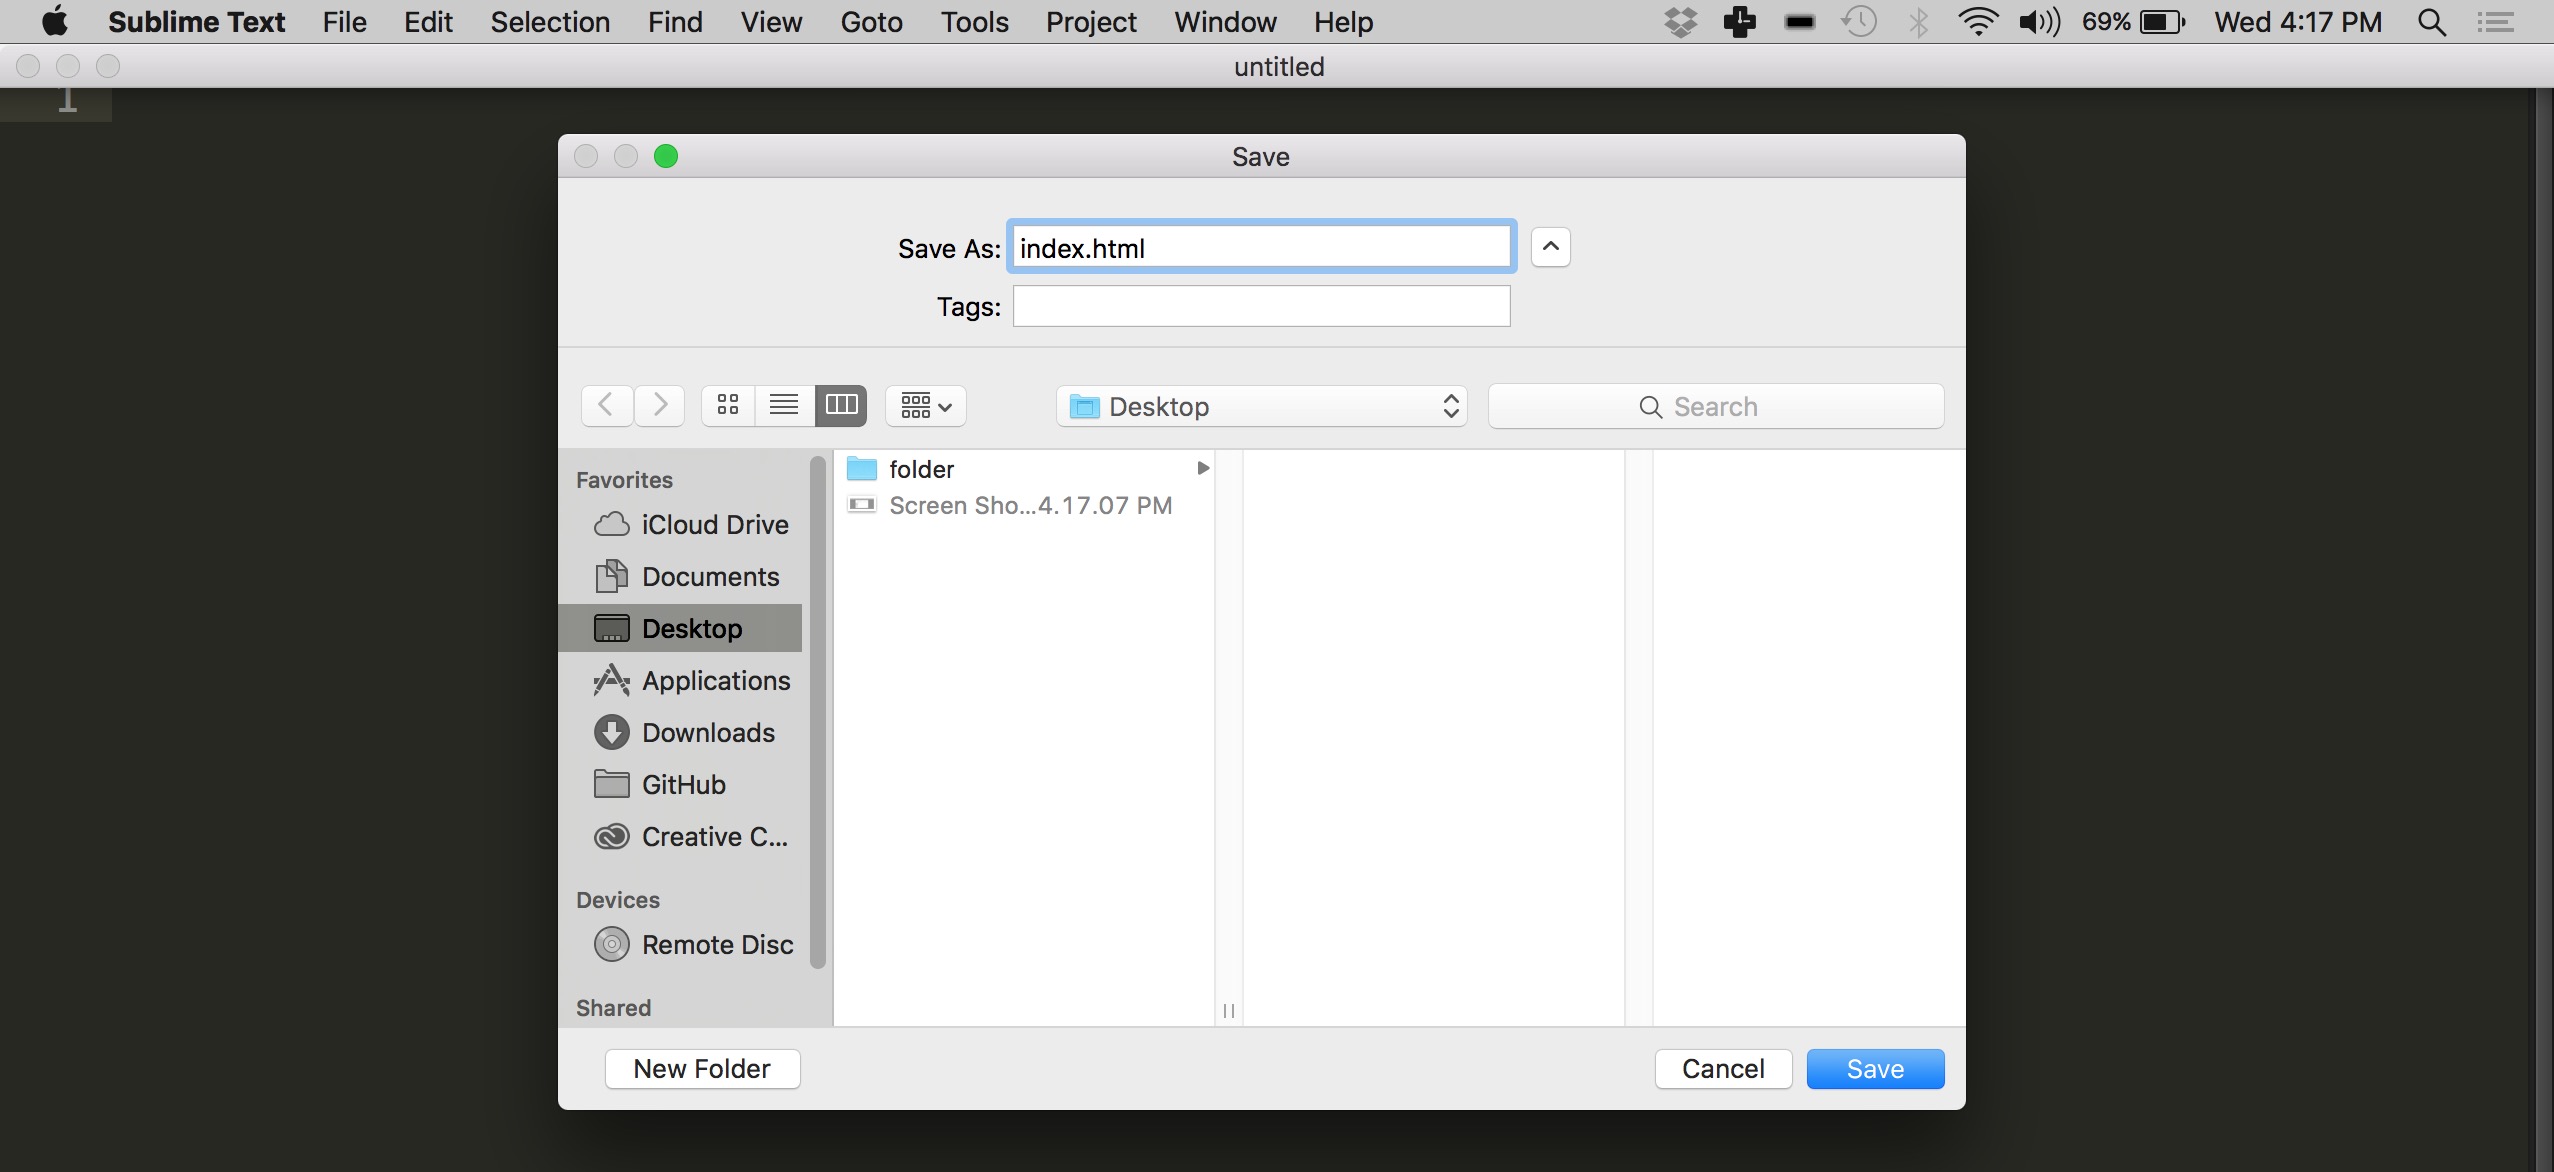 Sublime Text File Edit Selection Find View Goto Tools Project Window Help 69% Wed 4:17 PM
untitled
1
Save
Save As: index.html
Tags:
Desktop Search
Favorites
iCloud Drive
Documents
Desktop
Applications
Downloads
GitHub
Creative C...
Devices
Remote Disc
Shared
folder
Screen Sho...4.17.07 PM
New Folder Cancel Save